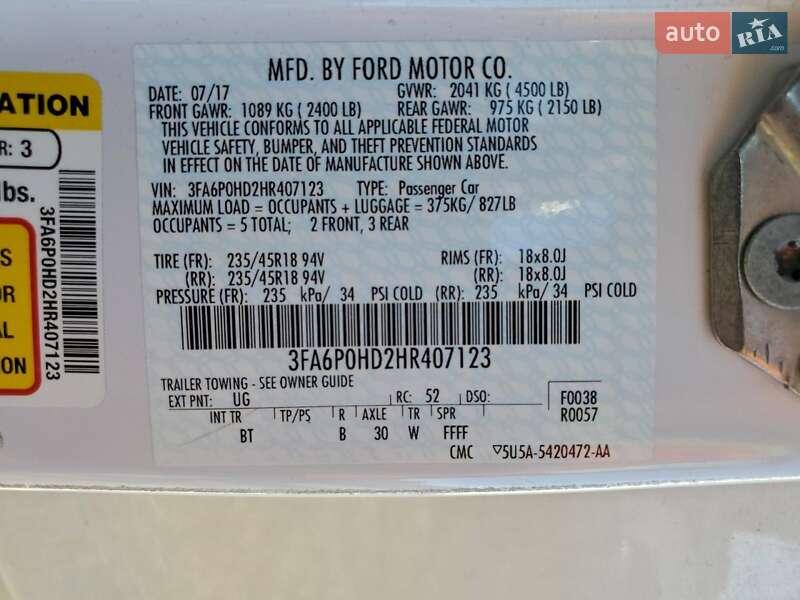 auto RIA
ATION
R: 3
lbs.
3FA6P0HD2HR407123
S
OR
AL
N
MFD. BY FORD MOTOR CO.
DATE: 07/17 GVWR: 2041 KG ( 4500 LB)
FRONT GAWR: 1089 KG ( 2400 LB) REAR GAWR: 975 KG ( 2150 LB)
THIS VEHICLE CONFORMS TO ALL APPLICABLE FEDERAL MOTOR
VEHICLE SAFETY, BUMPER, AND THEFT PREVENTION STANDARDS
IN EFFECT ON THE DATE OF MANUFACTURE SHOWN ABOVE.
VIN: 3FA6P0HD2HR407123 TYPE: Passenger Car
MAXIMUM LOAD = OCCUPANTS + LUGGAGE = 375KG/ 827LB
OCCUPANTS = 5 TOTAL; 2 FRONT, 3 REAR
TIRE (FR): 235/45R18 94V RIMS (FR): 18x8.0J
(RR): 235/45R18 94V (RR): 18x8.0J
PRESSURE (FR): 235 kPa/ 34 PSI COLD (RR): 235 kPa/ 34 PSI COLD
3FA6P0HD2HR407123
TRAILER TOWING - SEE OWNER GUIDE
EXT PNT: UG RC: 52 DSO: F0038
R0057
INT TR TP/PS R AXLE TR SPR
BT B 30 W FFFF
CMC ▽5U5A-5420472-AA